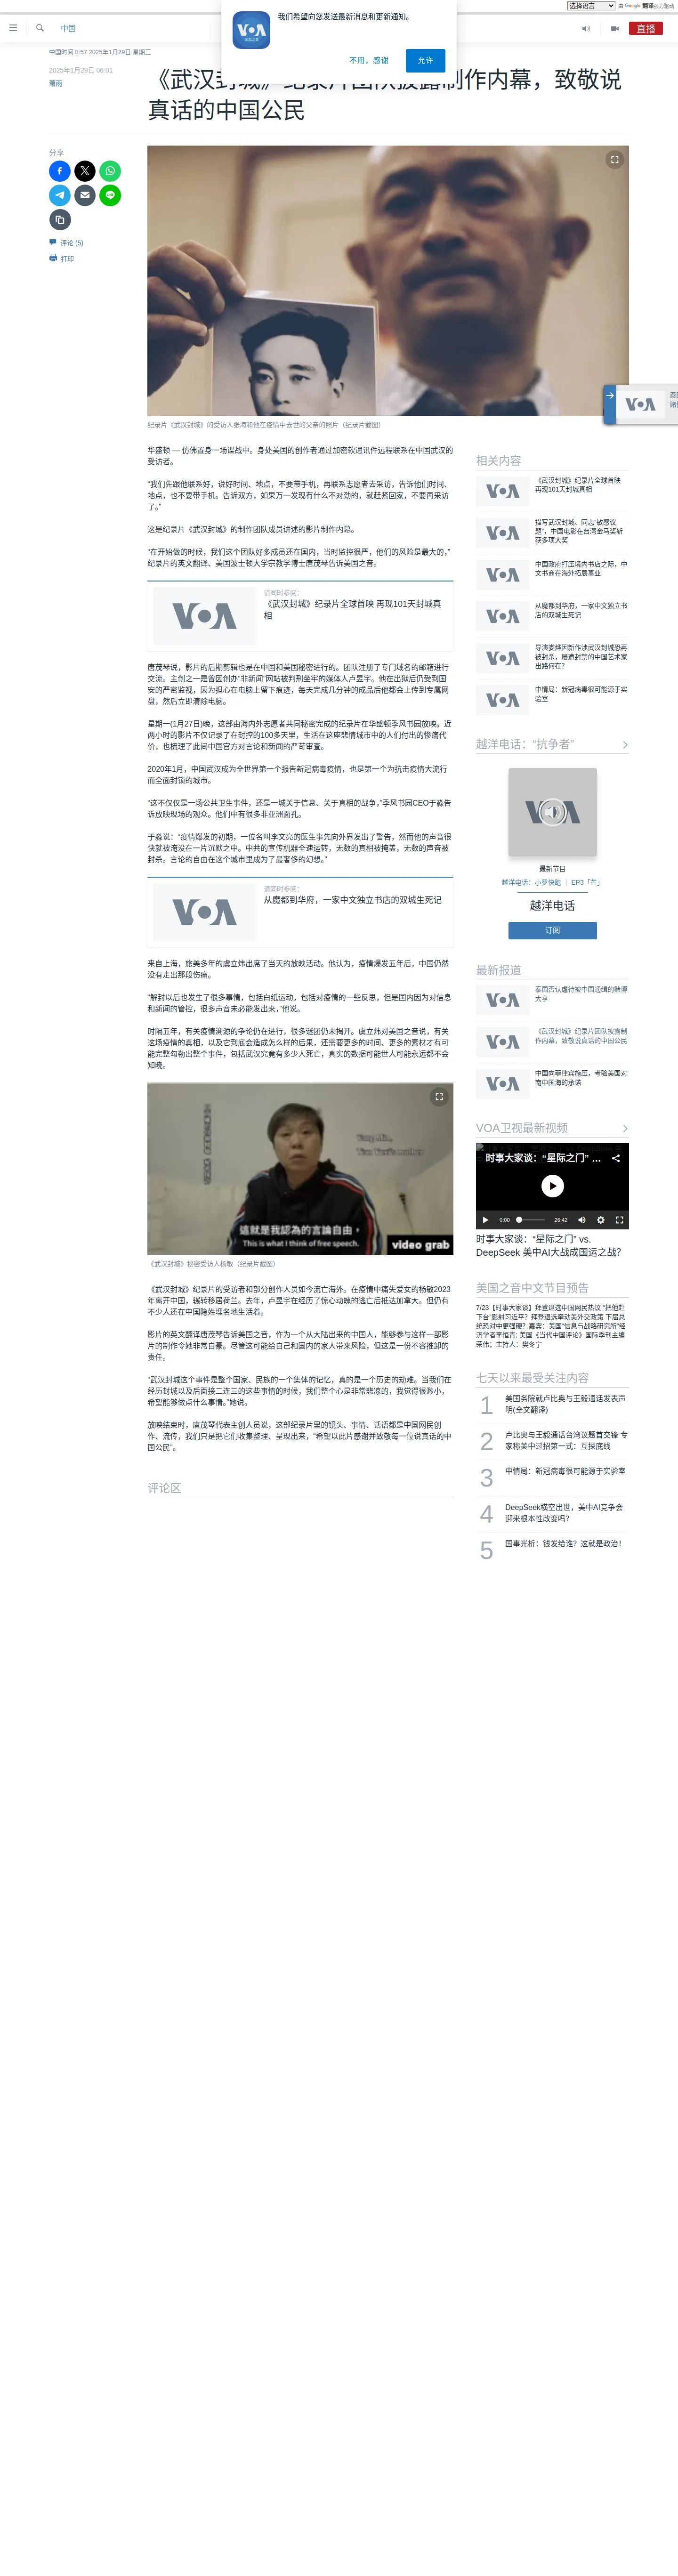 选择语言
由 Google 翻译强力驱动
VOA
我们希望向您发送最新消息和更新通知。
不用，感谢
允许
中国
直播
中国时间 8:57 2025年1月29日 星期三
2025年1月29日 06:01
萧雨
《武汉封城》纪录片团队披露制作内幕，致敬说
真话的中国公民
分享
评论 (5)
打印
纪录片《武汉封城》的受访人张海和他在疫情中去世的父亲的照片（纪录片截图）
华盛顿 — 仿佛置身一场谍战中。身处美国的创作者通过加密软通讯件远程联系在中国武汉的
受访者。
“我们先跟他联系好，说好时间、地点，不要带手机，再联系志愿者去采访，告诉他们时间、
地点，也不要带手机。告诉双方，如果万一发现有什么不对劲的，就赶紧回家，不要再采访
了。”
这是纪录片《武汉封城》的制作团队成员讲述的影片制作内幕。
“在开始做的时候，我们这个团队好多成员还在国内，当时监控很严，他们的风险是最大的，”
纪录片的英文翻译、美国波士顿大学宗教学博士唐茂琴告诉美国之音。
VOA
请同时参阅：
《武汉封城》纪录片全球首映 再现101天封城真
相
唐茂琴说，影片的后期剪辑也是在中国和美国秘密进行的。团队注册了专门域名的邮箱进行
交流。主创之一是曾因创办“非新闻”网站被判刑坐牢的媒体人卢昱宇。他在出狱后仍受到国
安的严密监视，因为担心在电脑上留下痕迹，每天完成几分钟的成品后他都会上传到专属网
盘，然后立即清除电脑。
星期一(1月27日)晚，这部由海内外志愿者共同秘密完成的纪录片在华盛顿季风书园放映。近
两小时的影片不仅记录了在封控的100多天里，生活在这座悲情城市中的人们付出的惨痛代
价，也梳理了此间中国官方对言论和新闻的严苛审查。
2020年1月，中国武汉成为全世界第一个报告新冠病毒疫情，也是第一个为抗击疫情大流行
而全面封锁的城市。
“这不仅仅是一场公共卫生事件，还是一城关于信息、关于真相的战争，”季风书园CEO于淼告
诉放映现场的观众。他们中有很多非亚洲面孔。
于淼说：“疫情爆发的初期，一位名叫李文亮的医生事先向外界发出了警告，然而他的声音很
快就被淹没在一片沉默之中。中共的宣传机器全速运转，无数的真相被掩盖，无数的声音被
封杀。言论的自由在这个城市里成为了最奢侈的幻想。”
VOA
请同时参阅：
从魔都到华府，一家中文独立书店的双城生死记
来自上海，旅美多年的虞立炜出席了当天的放映活动。他认为，疫情爆发五年后，中国仍然
没有走出那段伤痛。
“解封以后也发生了很多事情，包括白纸运动，包括对疫情的一些反思，但是国内因为对信息
和新闻的管控，很多声音未必能发出来，”他说。
时隔五年，有关疫情溯源的争论仍在进行，很多谜团仍未揭开。虞立炜对美国之音说，有关
这场疫情的真相，以及它到底会造成怎么样的后果，还需要更多的时间、更多的素材才有可
能完整勾勒出整个事件，包括武汉究竟有多少人死亡，真实的数据可能世人可能永远都不会
知晓。
Yang Min,
Tian Yuxi's mother
這就是我認為的言論自由，
This is what I think of free speech.
video grab
《武汉封城》秘密受访人杨敏（纪录片截图）
《武汉封城》纪录片的受访者和部分创作人员如今流亡海外。在疫情中痛失爱女的杨敏2023
年离开中国，辗转移居荷兰。去年，卢昱宇在经历了惊心动魄的逃亡后抵达加拿大。但仍有
不少人还在中国隐姓埋名地生活着。
影片的英文翻译唐茂琴告诉美国之音，作为一个从大陆出来的中国人，能够参与这样一部影
片的制作令她非常自豪。尽管这可能给自己和国内的家人带来风险，但这是一份不容推卸的
责任。
“武汉封城这个事件是整个国家、民族的一个集体的记忆，真的是一个历史的劫难。当我们在
经历封城以及后面接二连三的这些事情的时候，我们整个心是非常悲凉的，我觉得很渺小，
希望能够做点什么事情。”她说。
放映结束时，唐茂琴代表主创人员说，这部纪录片里的镜头、事情、话语都是中国网民创
作、流传，我们只是把它们收集整理、呈现出来，“希望以此片感谢并致敬每一位说真话的中
国公民”。
评论区
VOA
相关内容
VOA
《武汉封城》纪录片全球首映
再现101天封城真相
VOA
描写武汉封城、同志“敏感议
题”，中国电影在台湾金马奖斩
获多项大奖
VOA
中国政府打压境内书店之际，中
文书商在海外拓展事业
VOA
从魔都到华府，一家中文独立书
店的双城生死记
VOA
导演娄烨因新作涉武汉封城恐再
被封杀，屡遭封禁的中国艺术家
出路何在？
VOA
中情局：新冠病毒很可能源于实
验室
越洋电话：“抗争者”
VOA
最新节目
越洋电话：小罗快跑 | EP3「芒」
越洋电话
订阅
最新报道
VOA
泰国否认虐待被中国通缉的赌博
大亨
VOA
《武汉封城》纪录片团队披露制
作内幕，致敬说真话的中国公民
VOA
中国向菲律宾施压，考验美国对
南中国海的承诺
VOA卫视最新视频
时事大家谈：“星际之门” ...
0:00
26:42
时事大家谈：“星际之门” vs.
DeepSeek 美中AI大战成国运之战？
美国之音中文节目预告
7/23【时事大家谈】拜登退选中国网民热议 “把他赶
下台”影射习近平？拜登退选牵动美外交政策 下届总
统恐对中更强硬？嘉宾：美国“信息与战略研究所”经
济学者李恒青; 美国《当代中国评论》国际季刊主编
荣伟；主持人：樊冬宁
七天以来最受关注内容
1
美国务院就卢比奥与王毅通话发表声
明(全文翻译)
2
卢比奥与王毅通话台湾议题首交锋 专
家称美中过招第一式：互探底线
3
中情局：新冠病毒很可能源于实验室
4
DeepSeek横空出世，美中AI竞争会
迎来根本性改变吗？
5
国事光析：钱发给谁？这就是政治！